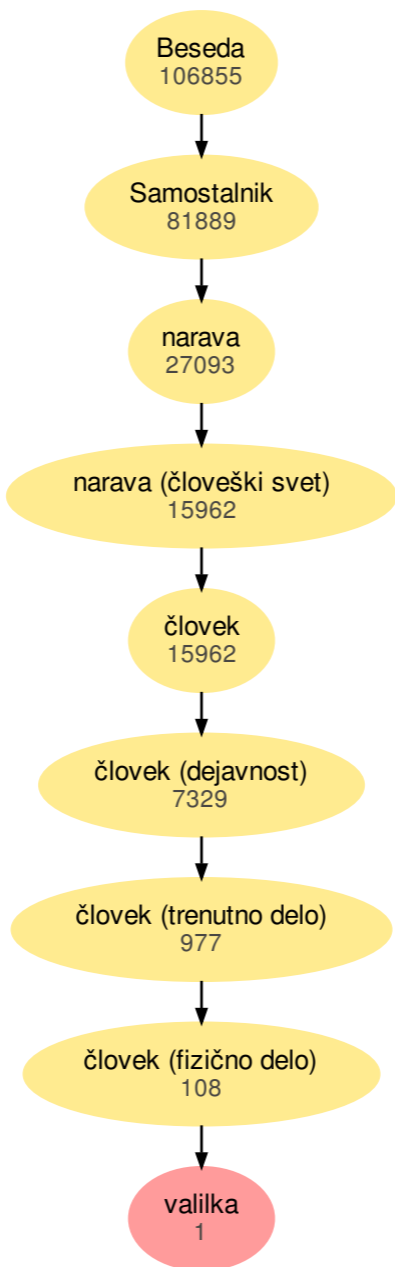 Beseda
106855
Samostalnik
81889
narava
27093
narava (človeški svet)
15962
človek
15962
človek (dejavnost)
7329
človek (trenutno delo)
977
človek (fizično delo)
108
valilka
1